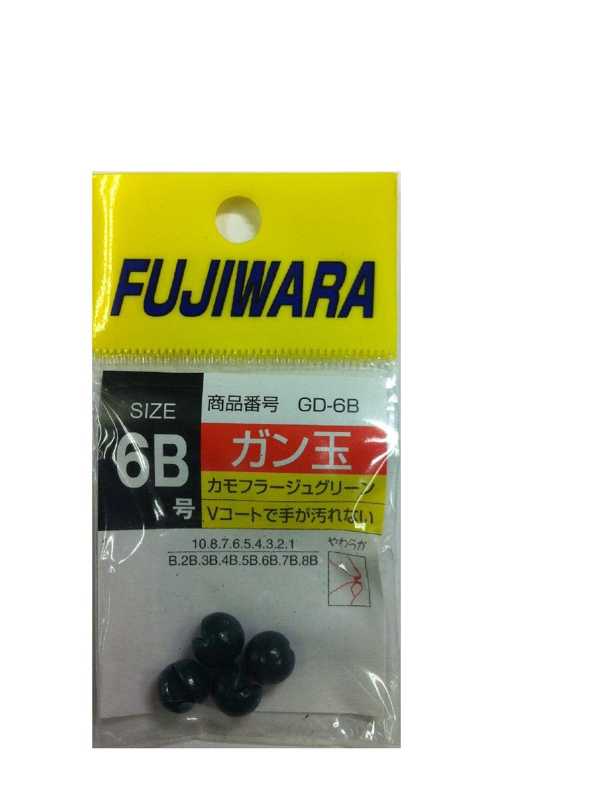 FUJIWARA
SIZE
6B
号
商品番号 GD-6B
ガン玉
カモフラージュグリーン
Vコートで手が汚れない
10.8.7.6.5.4.3.2.1
B.2B.3B.4B.5B.6B.7B.8B
やわらか